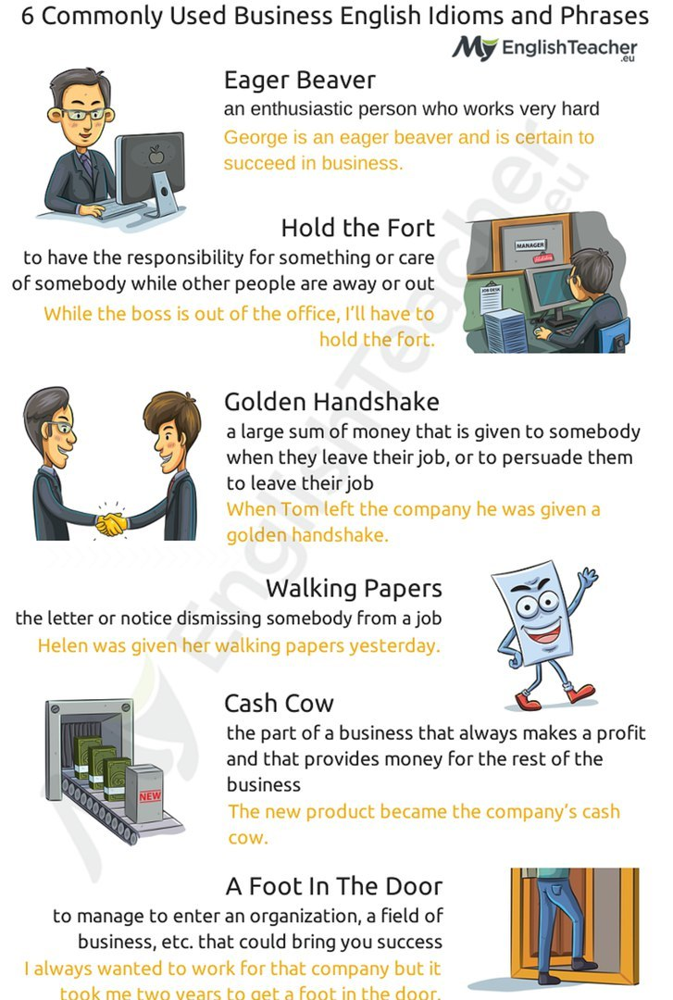 6 Commonly Used Business English Idioms and Phrases
My EnglishTeacher
.eu
Eager Beaver
an enthusiastic person who works very hard
George is an eager beaver and is certain to
succeed in business.
Hold the Fort
to have the responsibility for something or care
of somebody while other people are away or out
While the boss is out of the office, I'll have to
hold the fort.
MANAGER
JOB DESK
Golden Handshake
a large sum of money that is given to somebody
when they leave their job, or to persuade them
to leave their job
When Tom left the company he was given a
golden handshake.
Walking Papers
the letter or notice dismissing somebody from a job
Helen was given her walking papers yesterday.
Cash Cow
the part of a business that always makes a profit
and that provides money for the rest of the
business
The new product became the company's cash
cow.
NEW
A Foot In The Door
to manage to enter an organization, a field of
business, etc. that could bring you success
I always wanted to work for that company but it
took me two years to get a foot in the door.
My EnglishTeacher.eu